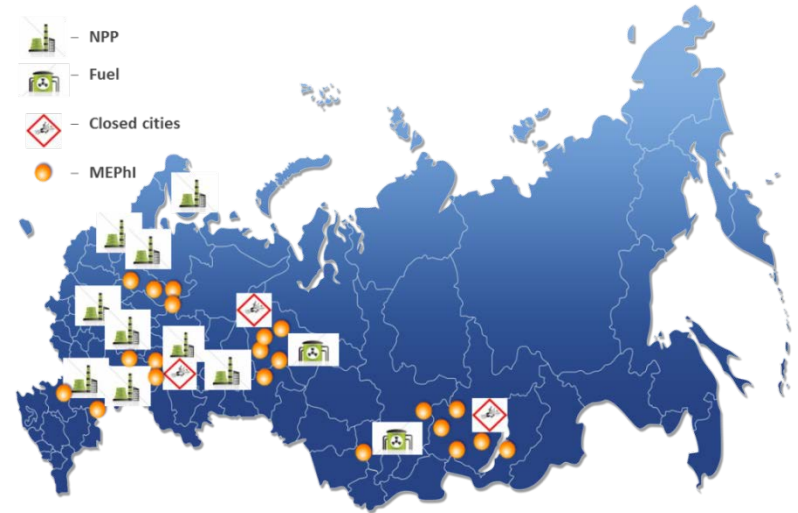 – NPP
– Fuel
– Closed cities
– MEPhI